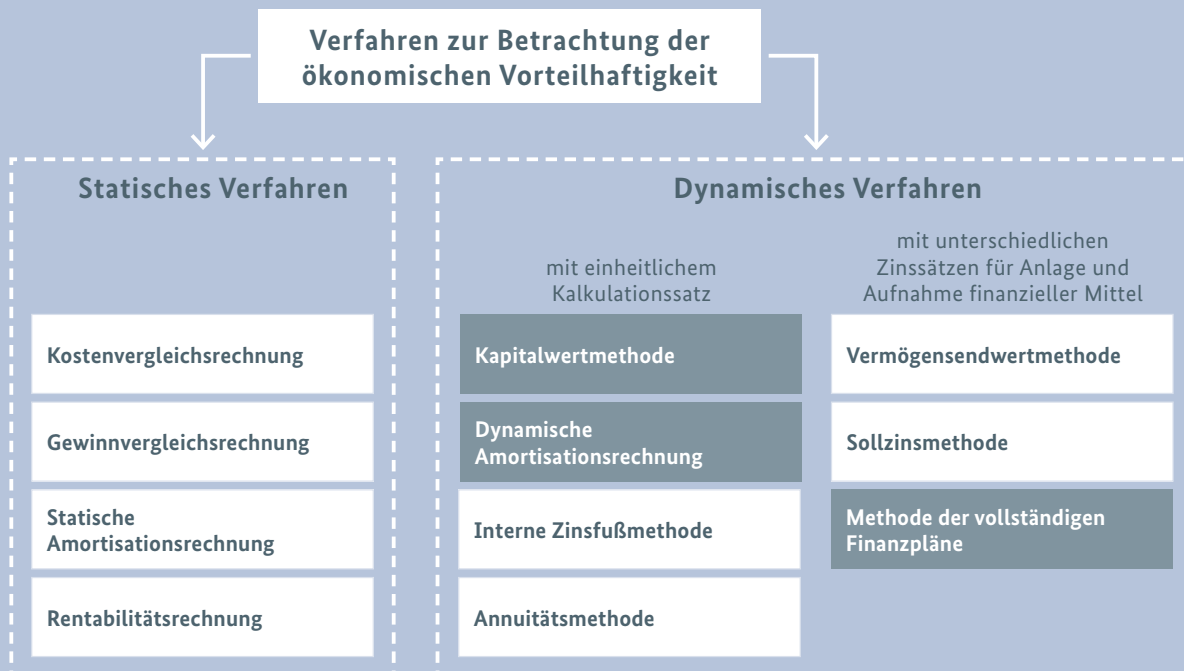 Verfahren zur Betrachtung der
ökonomischen Vorteilhaftigkeit
Statisches Verfahren
Kostenvergleichsrechnung
Gewinnvergleichsrechnung
Statische
Amortisationsrechnung
Rentabilitätsrechnung
Dynamisches Verfahren
mit einheitlichem
Kalkulationssatz
Kapitalwertmethode
Dynamische
Amortisationsrechnung
Interne Zinsfußmethode
Annuitätsmethode
mit unterschiedlichen
Zinssätzen für Anlage und
Aufnahme finanzieller Mittel
Vermögensendwertmethode
Sollzinsmethode
Methode der vollständigen
Finanzpläne